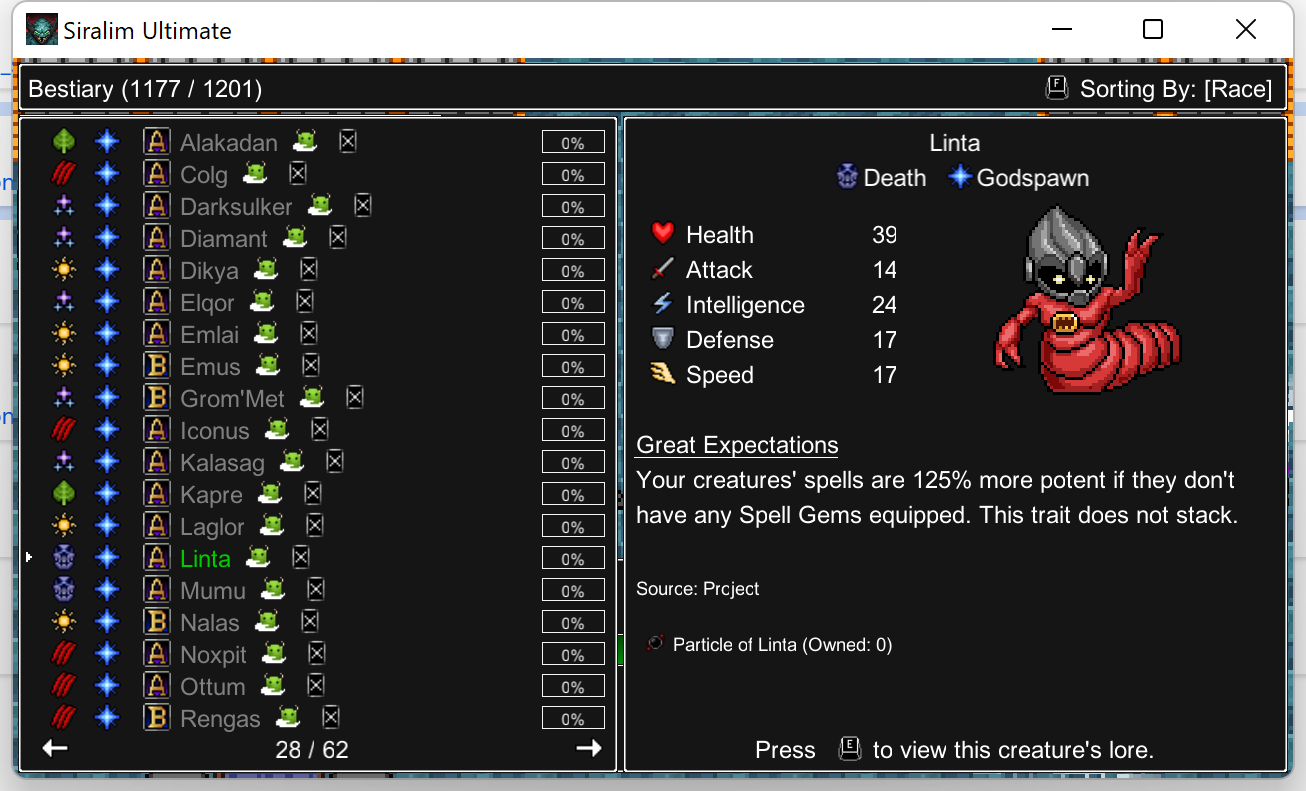 Siralim Ultimate
Bestiary (1177 / 1201)
F Sorting By: [Race]
A Alakadan 0%
A Colg 0%
A Darksulker 0%
A Diamant 0%
A Dikya 0%
A Elqor 0%
A Emlai 0%
B Emus 0%
B Grom'Met 0%
A Iconus 0%
A Kalasag 0%
A Kapre 0%
A Laglor 0%
A Linta 0%
A Mumu 0%
B Nalas 0%
A Noxpit 0%
A Ottum 0%
B Rengas 0%
28 / 62
Linta
Death Godspawn
Health 39
Attack 14
Intelligence 24
Defense 17
Speed 17
Great Expectations
Your creatures' spells are 125% more potent if they don't
have any Spell Gems equipped. This trait does not stack.
Source: Project
Particle of Linta (Owned: 0)
Press E to view this creature's lore.